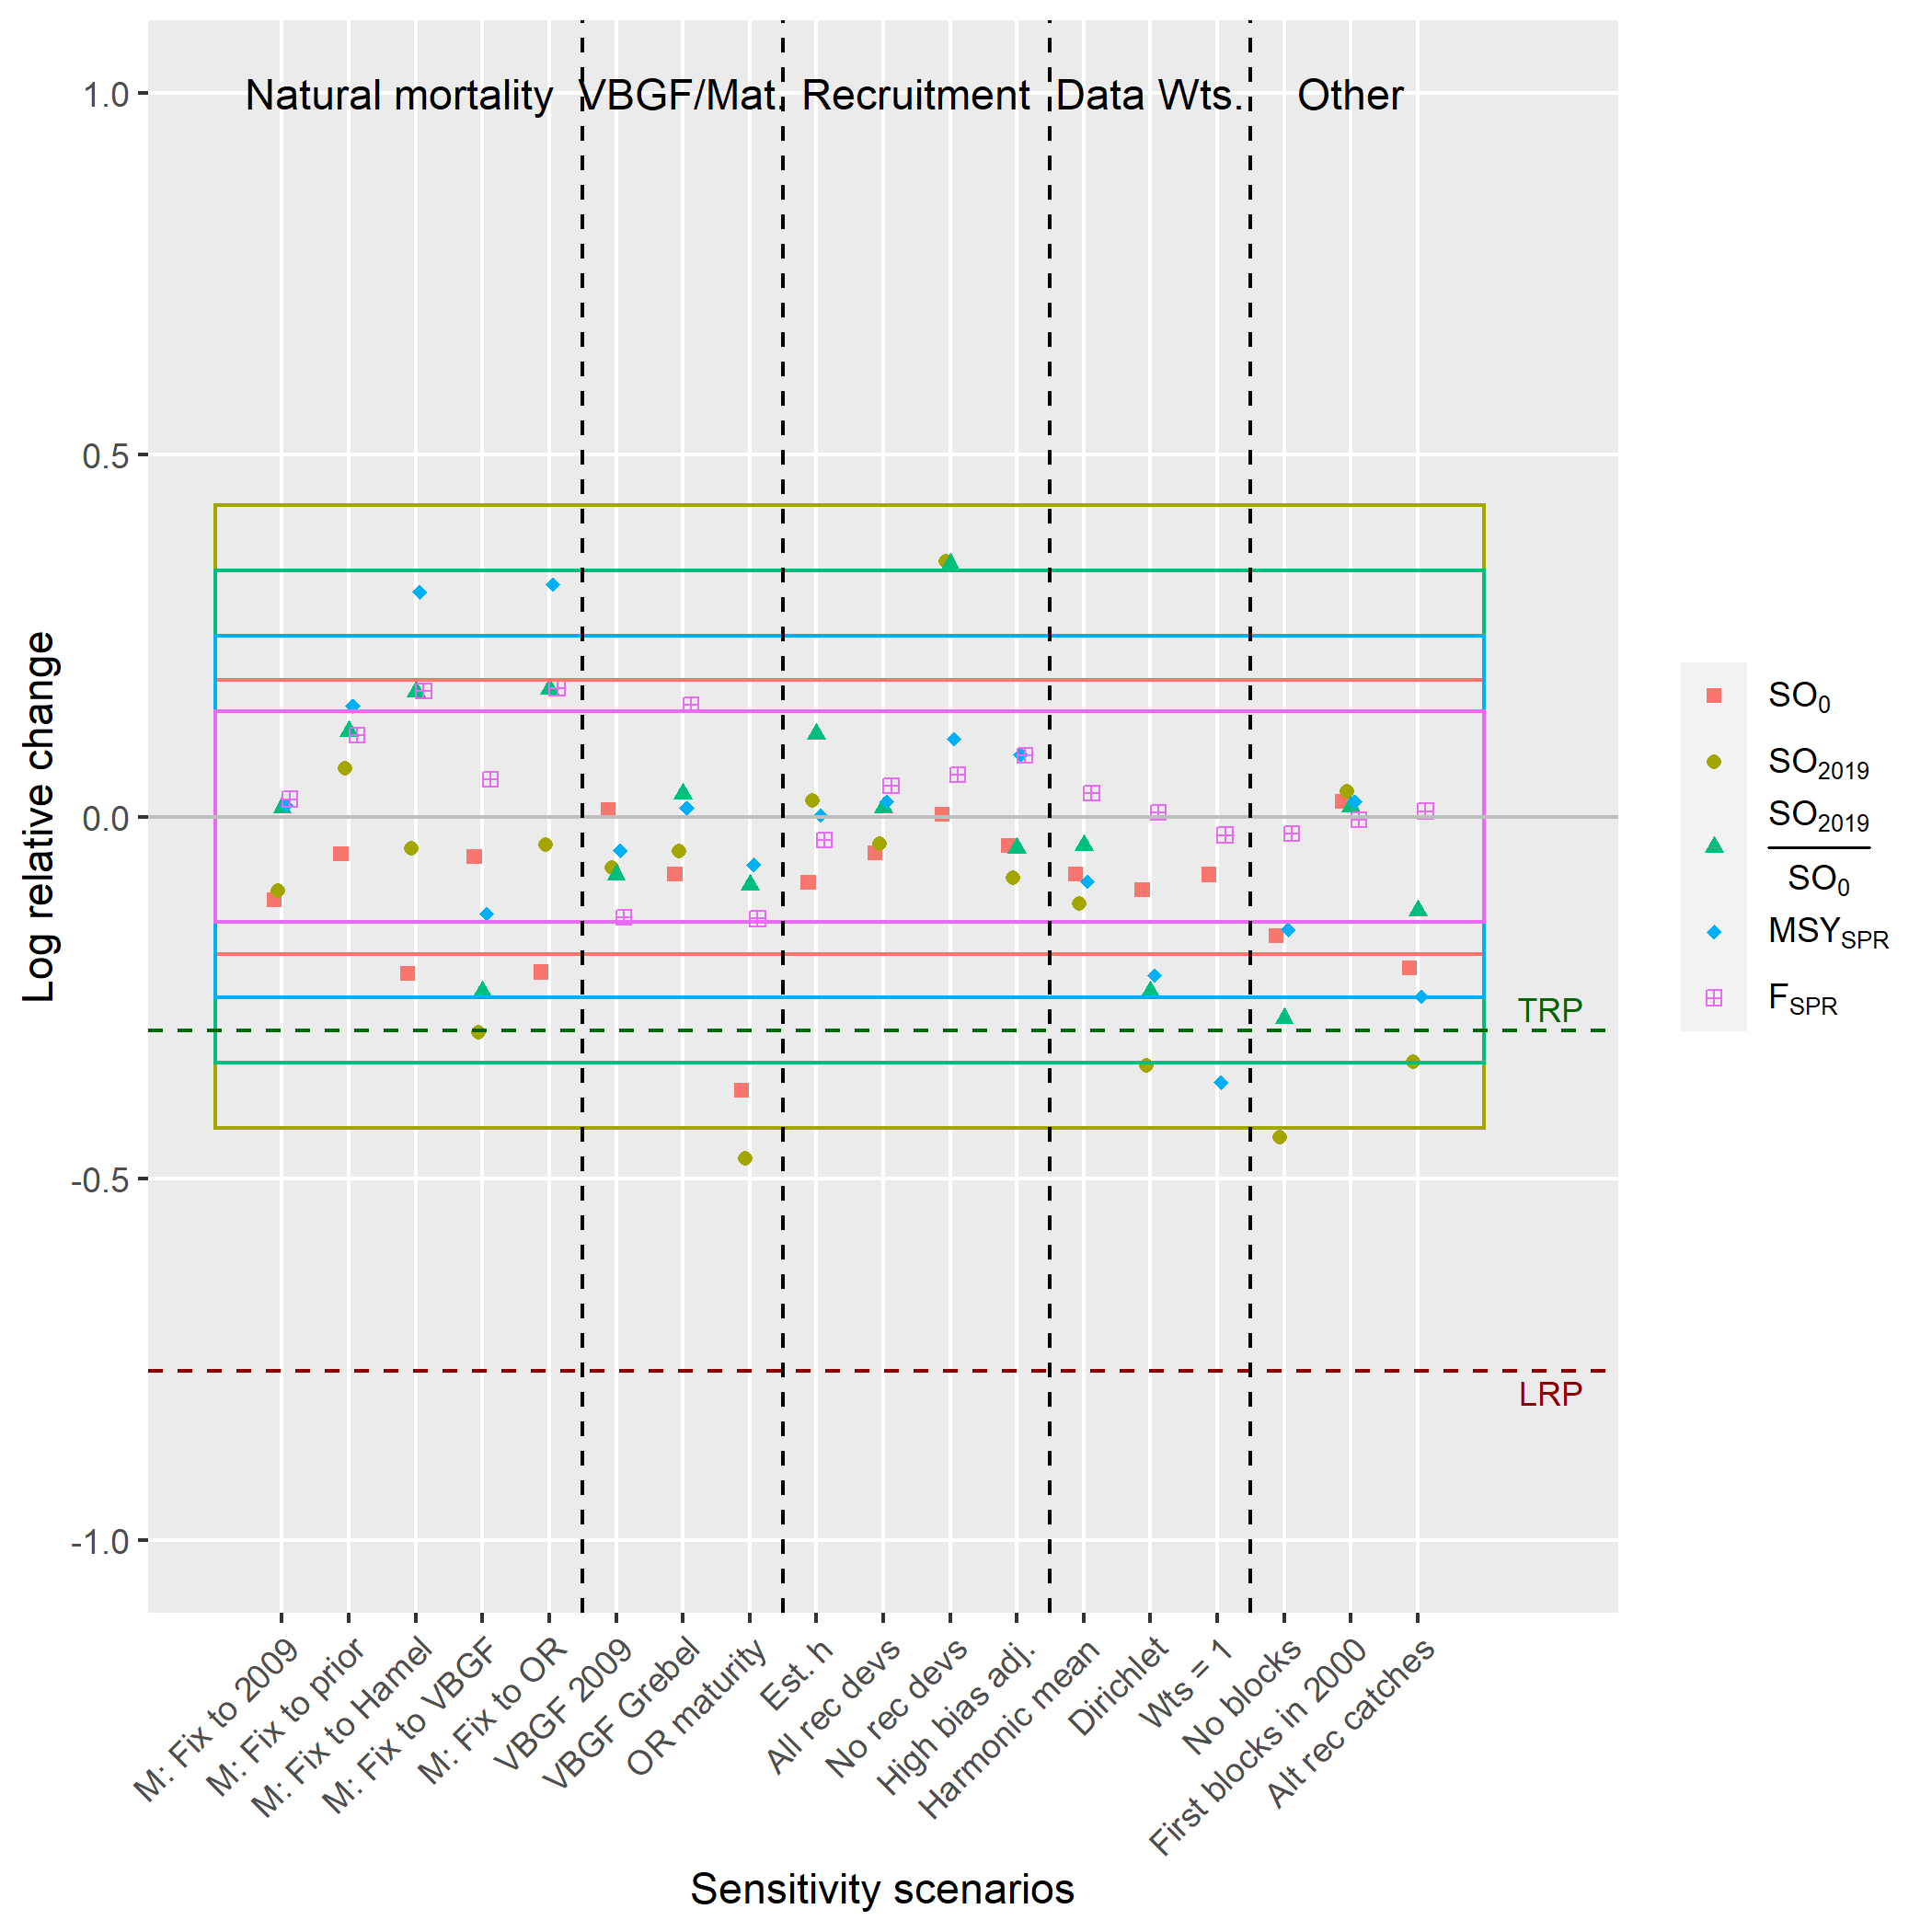 Natural mortality VBGF/Mat. Recruitment Data Wts. Other
1.0
0.5
0.0
-0.5
-1.0
Log relative change
TRP
LRP
M: Fix to 2009
M: Fix to prior
M: Fix to Hamel
M: Fix to VBGF
M: Fix to OR
VBGF 2009
VBGF Grebel
OR maturity
Est. h
All rec devs
No rec devs
High bias adj.
Harmonic mean
Dirichlet
Wts = 1
No blocks
First blocks in 2000
Alt rec catches
Sensitivity scenarios
SO₀
SO₂₀₁₉
SO₂₀₁₉
SO₀
MSY_SPR
F_SPR